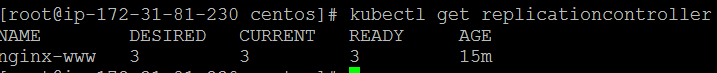 [root@ip-172-31-81-230 centos]# kubectl get replicationcontroller
NAME        DESIRED   CURRENT   READY     AGE
nginx-www   3         3         3         15m